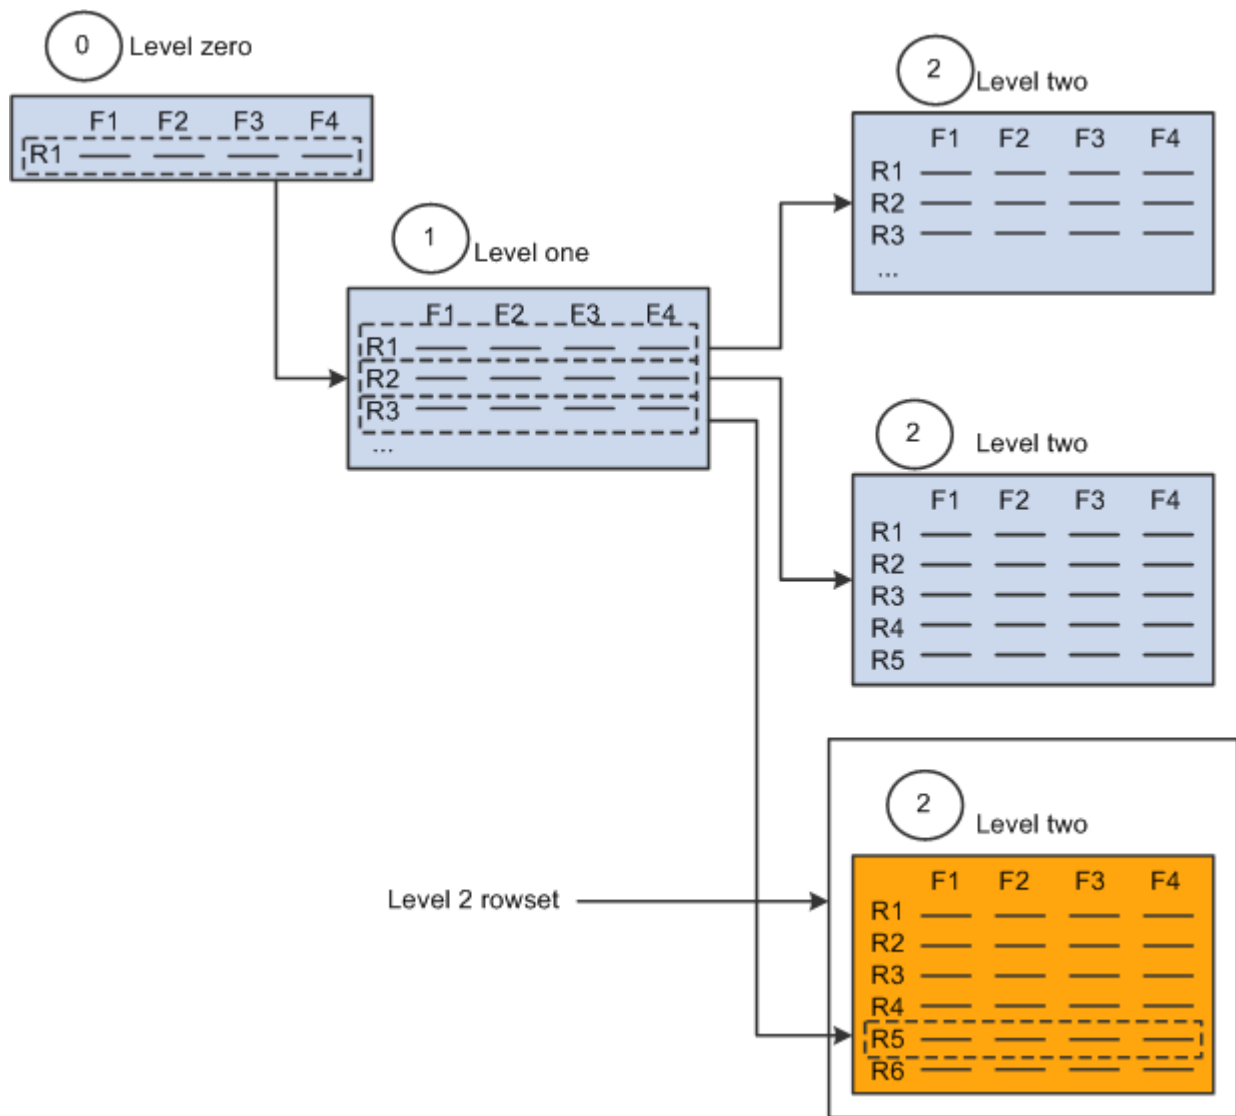 0 Level zero
F1 F2 F3 F4
R1
1 Level one
F1 F2 F3 F4
R1
R2
R3
...
2 Level two
F1 F2 F3 F4
R1
R2
R3
...
2 Level two
F1 F2 F3 F4
R1
R2
R3
R4
R5
Level 2 rowset
2 Level two
F1 F2 F3 F4
R1
R2
R3
R4
R5
R6